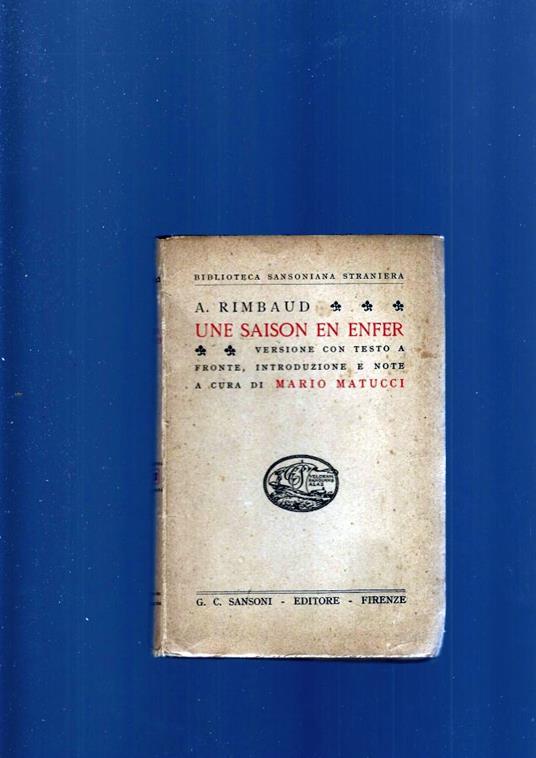 BIBLIOTECA SANSONIANA STRANIERA
A. RIMBAUD
UNE SAISON EN ENFER
VERSIONE CON TESTO A
FRONTE, INTRODUZIONE E NOTE
A CURA DI MARIO MATUCCI
G. C. SANSONI - EDITORE - FIRENZE